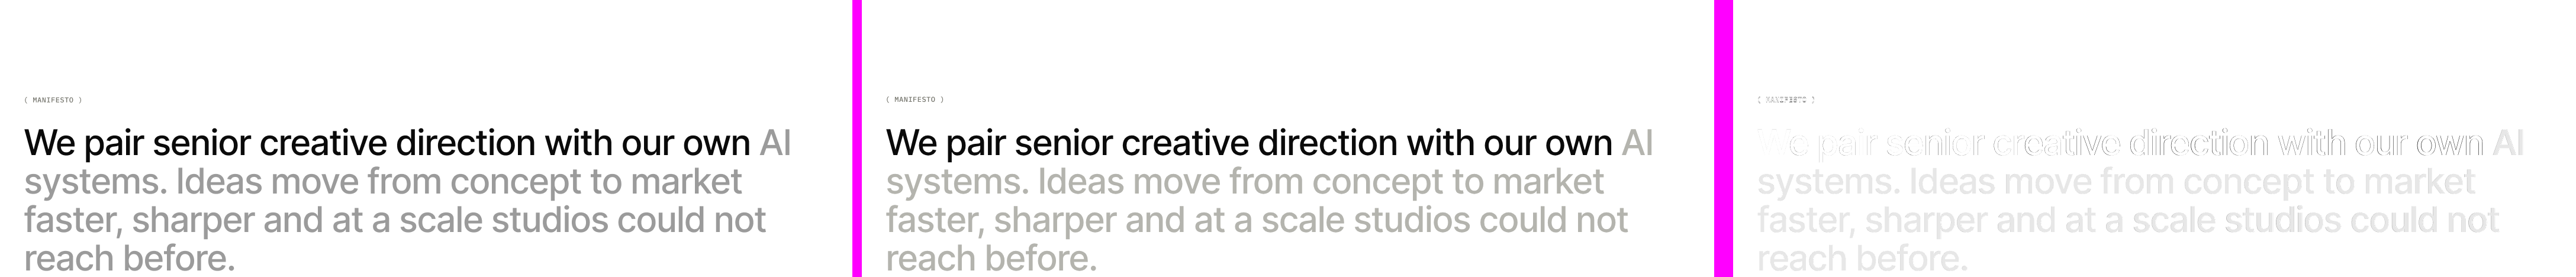 ( MANIFESTO )
We pair senior creative direction with our own AI
systems. Ideas move from concept to market
faster, sharper and at a scale studios could not
reach before.
( MANIFESTO )
We pair senior creative direction with our own AI
systems. Ideas move from concept to market
faster, sharper and at a scale studios could not
reach before.
( MANIFESTO )
We pair senior creative direction with our own AI
systems. Ideas move from concept to market
faster, sharper and at a scale studios could not
reach before.